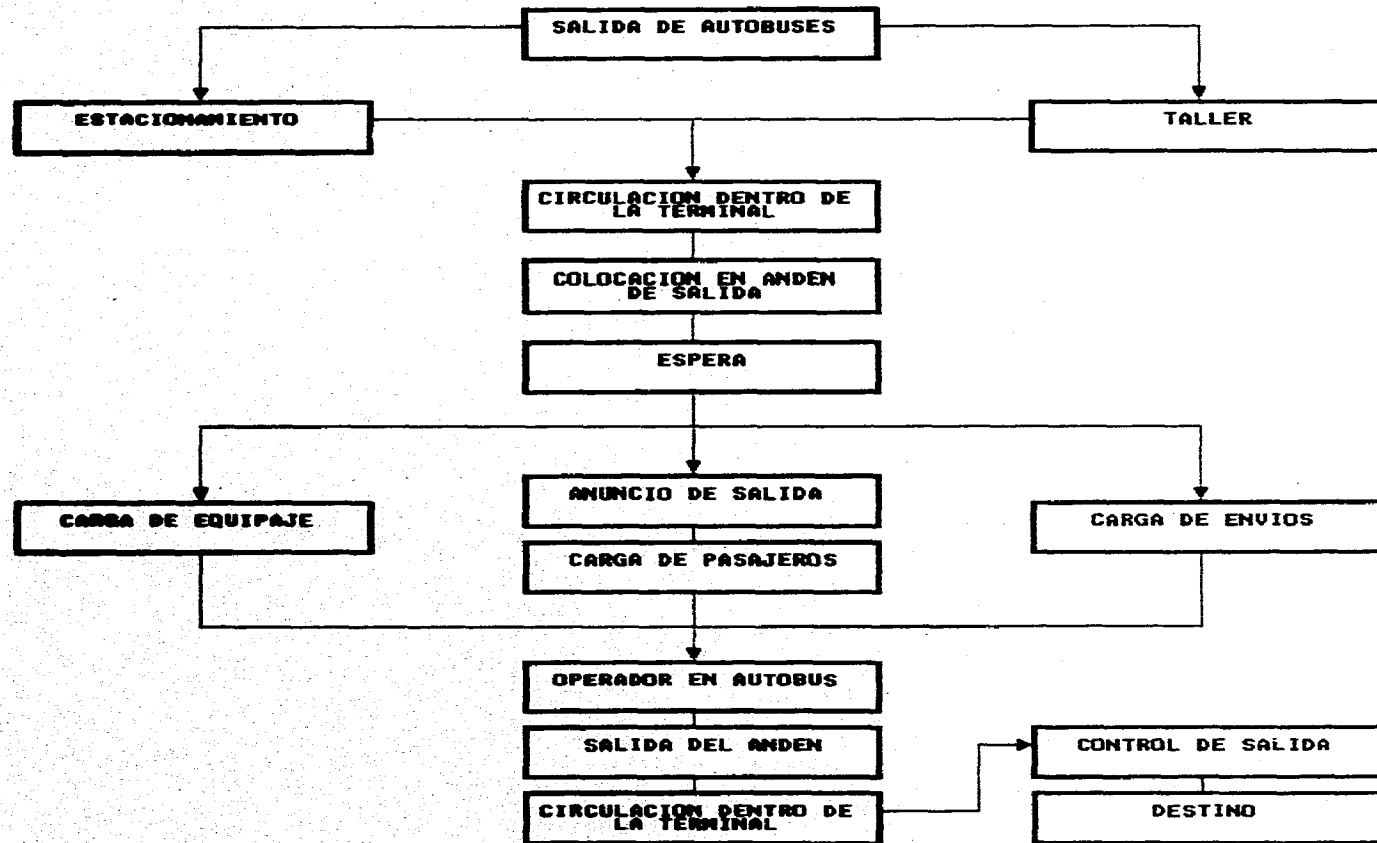 SALIDA DE AUTOBUSES
ESTACIONAMIENTO
TALLER
CIRCULACION DENTRO DE
LA TERMINAL
COLOCACION EN ANDEN
DE SALIDA
ESPERA
CARGA DE EQUIPAJE
ANUNCIO DE SALIDA
CARGA DE PASAJEROS
CARGA DE ENVIOS
OPERADOR EN AUTOBUS
SALIDA DEL ANDEN
CONTROL DE SALIDA
CIRCULACION DENTRO DE
LA TERMINAL
DESTINO